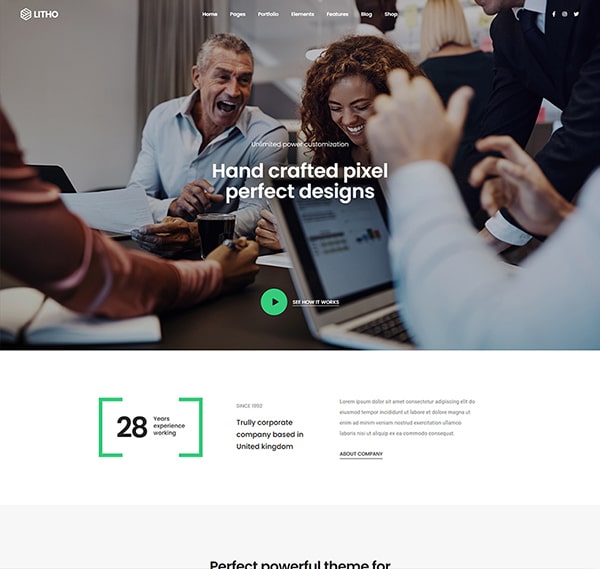 LITHO
Home Pages Portfolio Elements Features Blog Shop
Unlimited power customization
Hand crafted pixel
perfect designs
SEE HOW IT WORKS
28
Years
experience
working
SINCE 1992
Trully corporate
company based in
United kingdom
Lorem ipsum dolor sit amet consectetur adipiscing elit do
eiusmod tempor incididunt ut labore et dolore magna ut
enim veniam nostrud exercitation ullamco
laboris nisi ut aliquip ex ea commodo consequat.
ABOUT COMPANY
Perfect powerful theme for